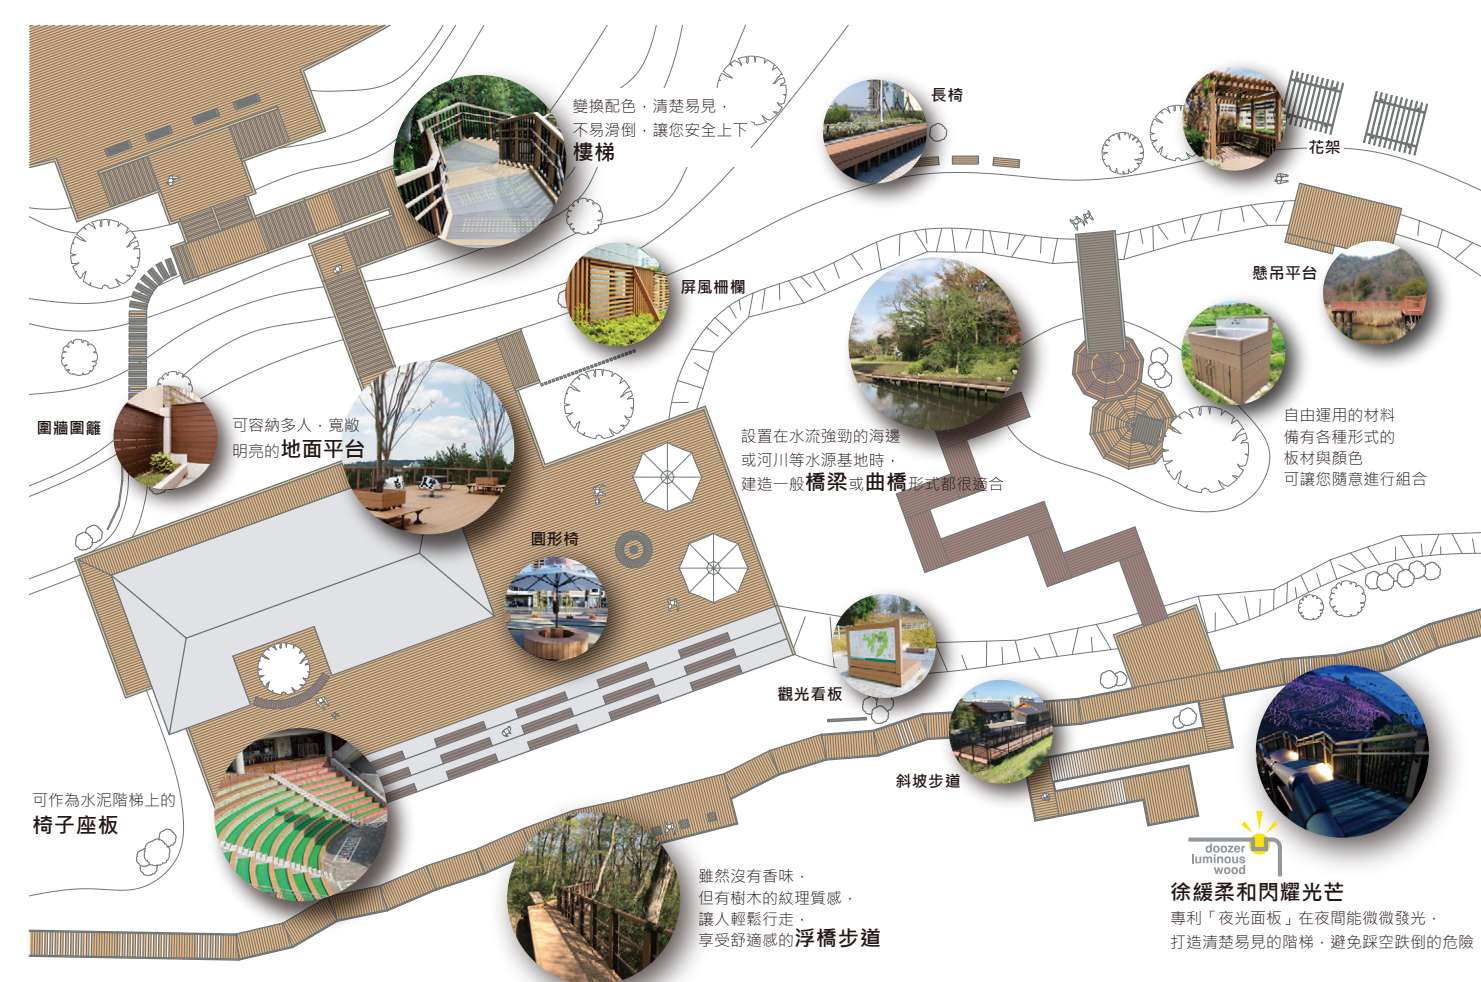 變換配色，清楚易見，
不易滑倒，讓您安全上下
樓梯
長椅
花架
屏風柵欄
懸吊平台
圍牆圍籬
可容納多人，寬敞
明亮的地面平台
設置在水流強勁的海邊
或河川等水源基地時，
建造一般橋梁或曲橋形式都很適合
自由運用的材料
備有各種形式的
板材與顏色
可讓您隨意進行組合
圓形椅
觀光看板
斜坡步道
可作為水泥階梯上的
椅子座板
雖然沒有香味，
但有樹木的紋理質感，
讓人輕鬆行走，
享受舒適感的浮橋步道
doozer
luminous
wood
徐緩柔和閃耀光芒
專利「夜光面板」在夜間能微微發光，
打造清楚易見的階梯，避免踩空跌倒的危險